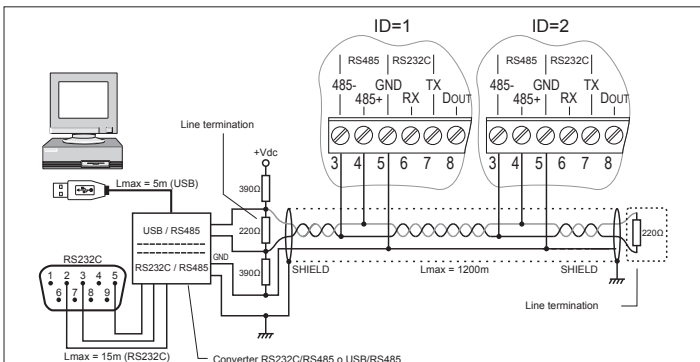 ID=1
ID=2
RS485 RS232C
RS485 RS232C
485- GND TX
485+ RX DOUT
485- GND TX
485+ RX DOUT
3 4 5 6 7 8
3 4 5 6 7 8
Line termination
+Vdc
390Ω
Lmax = 5m (USB)
USB / RS485
RS232C / RS485
220Ω
GND
390Ω
220Ω
SHIELD
Lmax = 1200m
SHIELD
RS232C
1 2 3 4 5
6 7 8 9
Line termination
Lmax = 15m (RS232C)
Converter RS232C/RS485 o USB/RS485